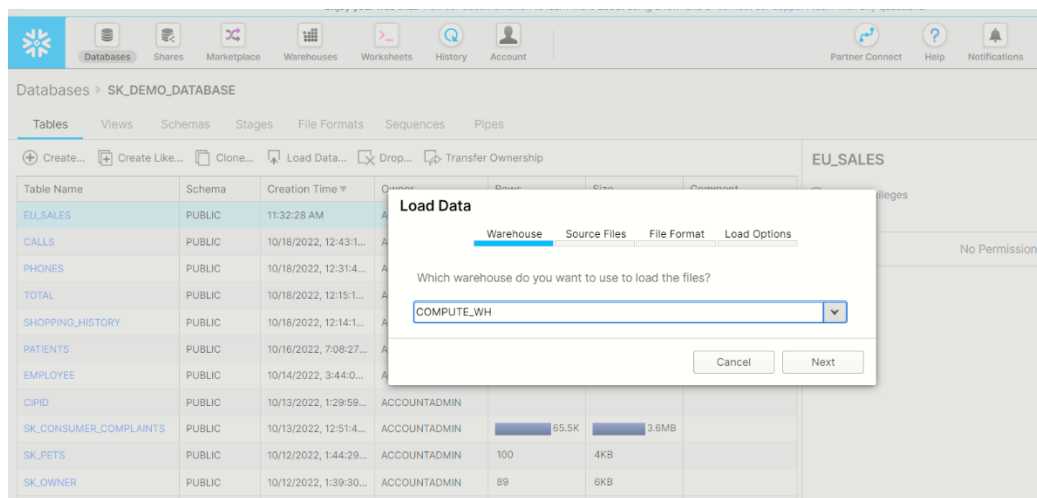 Databases
Shares
Marketplace
Warehouses
Worksheets
History
Account
Partner Connect
Help
Notifications
Databases > SK_DEMO_DATABASE
Tables Views Schemas Stages File Formats Sequences Pipes
Create... Create Like... Clone... Load Data... Drop... Transfer Ownership
EU_SALES
Table Name Schema Creation Time Owner Rows Size Comment
EU_SALES PUBLIC 11:32:28 AM A
CALLS PUBLIC 10/18/2022, 12:43:1... A
PHONES PUBLIC 10/18/2022, 12:31:4... A
TOTAL PUBLIC 10/18/2022, 12:15:1... A
SHOPPING_HISTORY PUBLIC 10/18/2022, 12:14:1... A
PATIENTS PUBLIC 10/16/2022, 7:08:27... A
EMPLOYEE PUBLIC 10/14/2022, 3:44:0... A
CIPID PUBLIC 10/13/2022, 1:29:59... ACCOUNTADMIN
SK_CONSUMER_COMPLAINTS PUBLIC 10/13/2022, 12:51:4... ACCOUNTADMIN 65.5K 3.6MB
SK_PETS PUBLIC 10/12/2022, 1:44:29... ACCOUNTADMIN 100 4KB
SK_OWNER PUBLIC 10/12/2022, 1:39:30... ACCOUNTADMIN 89 6KB
Load Data
Warehouse Source Files File Format Load Options
Which warehouse do you want to use to load the files?
COMPUTE_WH
Cancel Next
vileges
No Permission